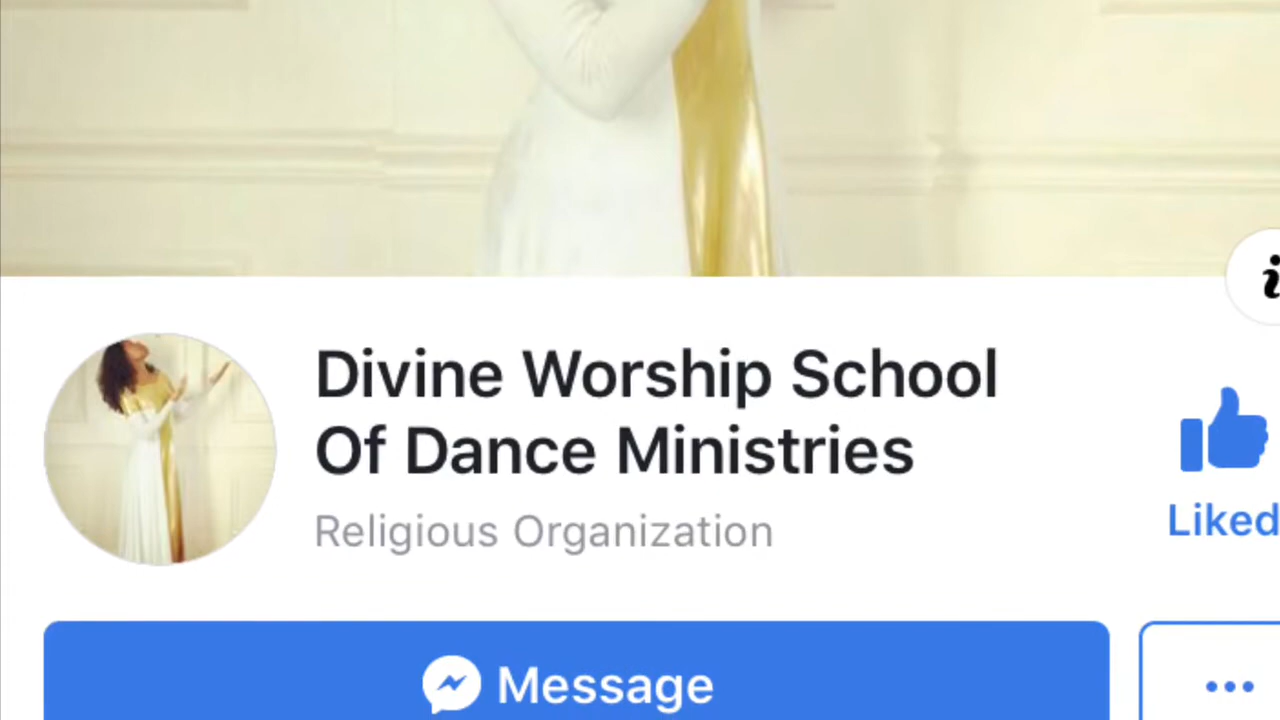 Divine Worship School
Of Dance Ministries
Religious Organization
Liked
Message